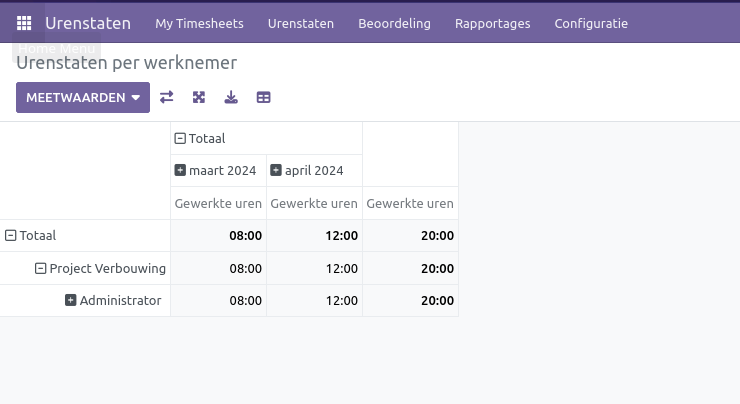 Urenstaten My Timesheets Urenstaten Beoordeling Rapportages Configuratie
Home Menu
Urenstaten per werknemer
MEETWAARDEN
Totaal
maart 2024 april 2024
Gewerkte uren Gewerkte uren Gewerkte uren
Totaal 08:00 12:00 20:00
Project Verbouwing 08:00 12:00 20:00
Administrator 08:00 12:00 20:00